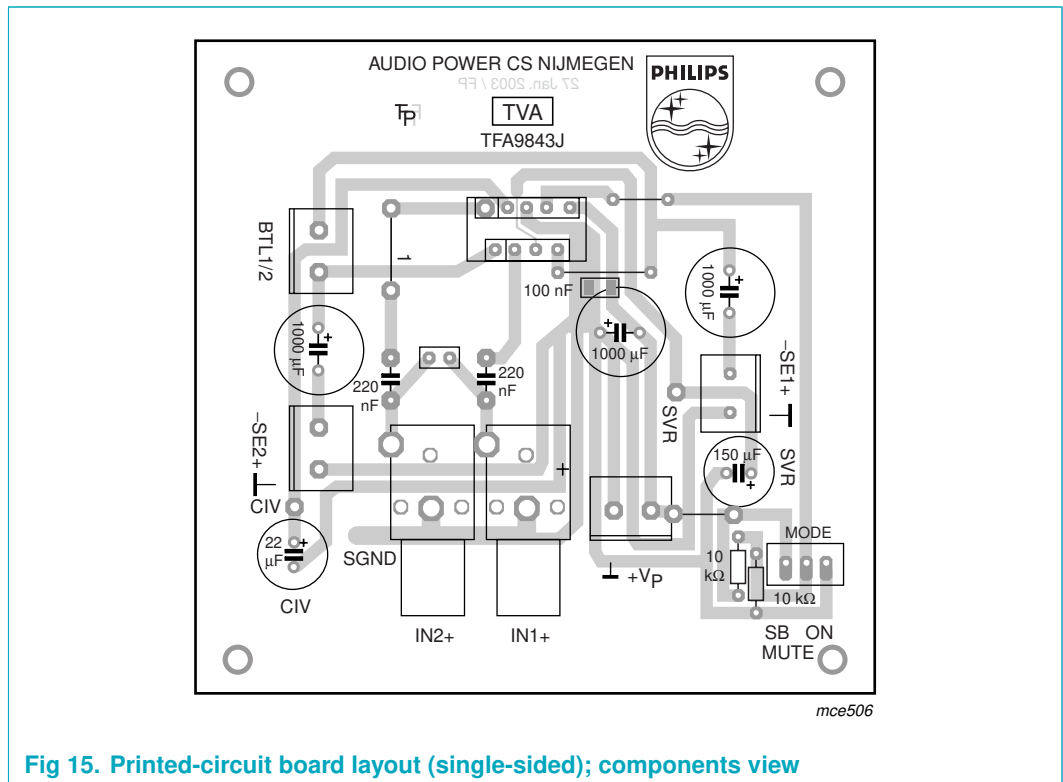 AUDIO POWER CS NIJMEGEN
27 Jan. 2003 / FP
PHILIPS
TP
TVA
TFA9843J
BTL1/2
1
100 nF
1000 µF
1000 µF
1000 µF
220
nF
220
nF
–SE1+
SVR
–SE2+
150 µF
SVR
CIV
22
µF
SGND
+VP
MODE
10
kΩ
10 kΩ
CIV
IN2+
IN1+
SB ON
MUTE
mce506
Fig 15. Printed-circuit board layout (single-sided); components view